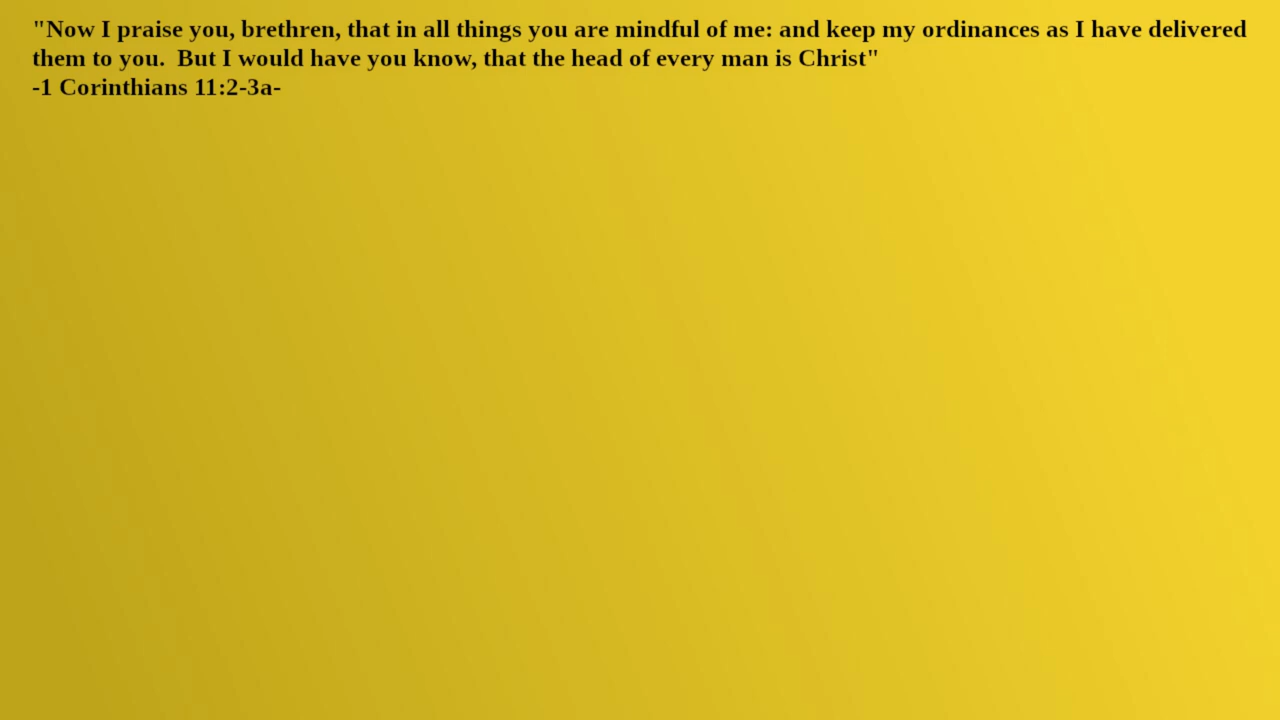 "Now I praise you, brethren, that in all things you are mindful of me: and keep my ordinances as I have delivered
them to you.  But I would have you know, that the head of every man is Christ"
-1 Corinthians 11:2-3a-